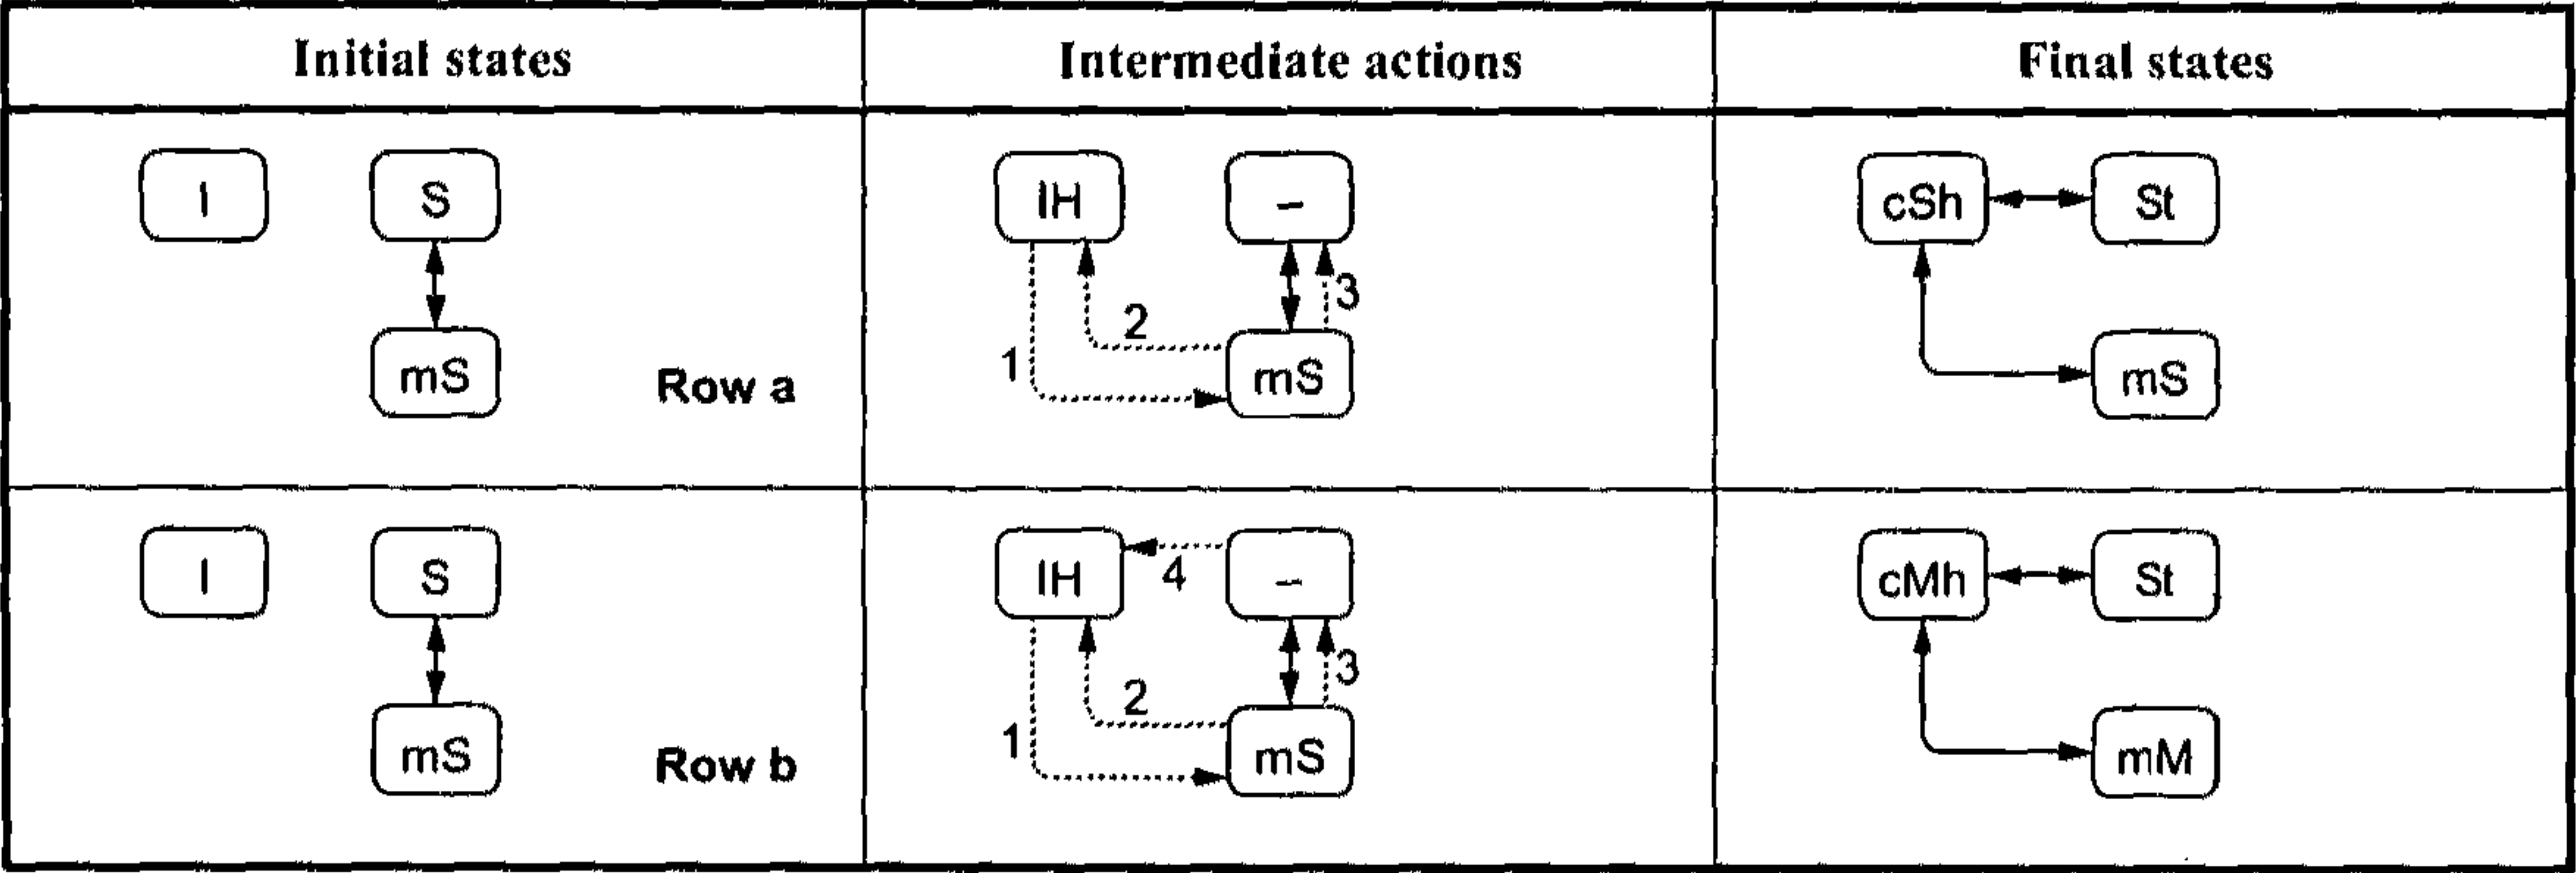 Initial states Intermediate actions Final states
I S IH – cSh St
3
2
1
mS Row a mS mS
I S IH 4 – cMh St
3
2
1
mS Row b mS mM